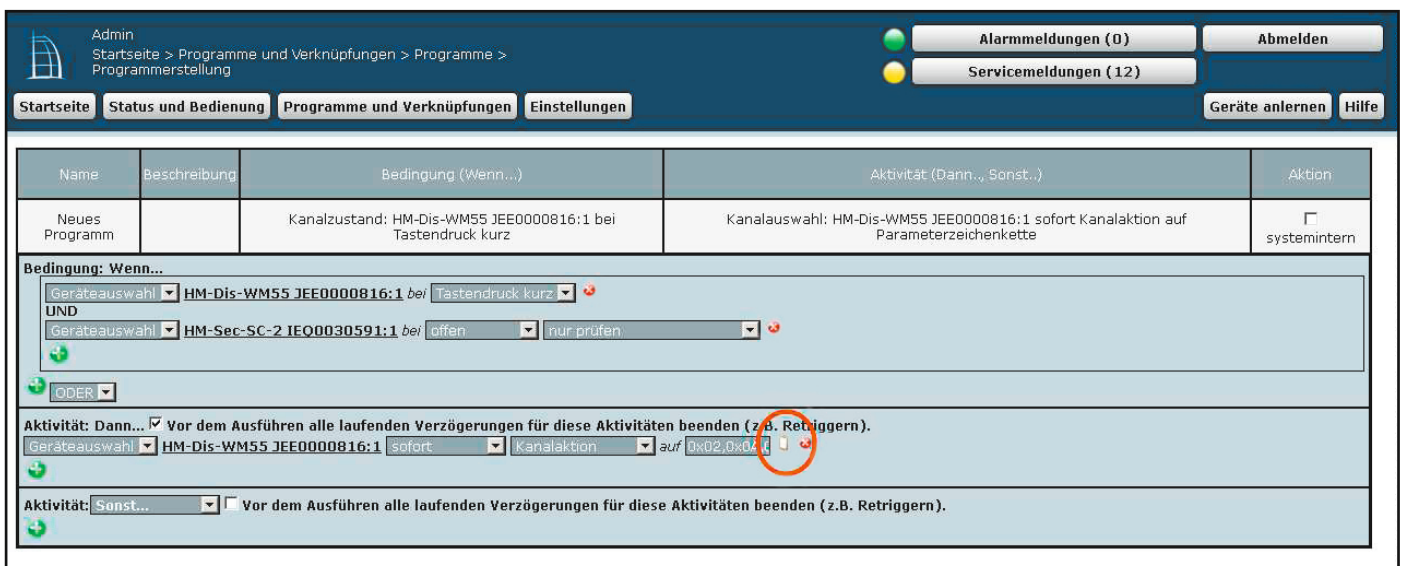 Admin
Startseite > Programme und Verknüpfungen > Programme >
Programmerstellung
Alarmmeldungen (0)
Abmelden
Servicemeldungen (12)
Startseite Status und Bedienung Programme und Verknüpfungen Einstellungen Geräte anlernen Hilfe
Name Beschreibung Bedingung (Wenn...) Aktivität (Dann.., Sonst..) Aktion
Neues Programm
Kanalzustand: HM-Dis-WM55 JEE0000816:1 bei
Tastendruck kurz
Kanalauswahl: HM-Dis-WM55 JEE0000816:1 sofort Kanalaktion auf
Parameterzeichenkette
systemintern
Bedingung: Wenn...
Geräteauswahl HM-Dis-WM55 JEE0000816:1 bei Tastendruck kurz
UND
Geräteauswahl HM-Sec-SC-2 IEQ0030591:1 bei offen nur prüfen
ODER
Aktivität: Dann... Vor dem Ausführen alle laufenden Verzögerungen für diese Aktivitäten beenden (z.B. Retriggern).
Geräteauswahl HM-Dis-WM55 JEE0000816:1 sofort Kanalaktion auf 0x02,0x0A,
Aktivität: Sonst... Vor dem Ausführen alle laufenden Verzögerungen für diese Aktivitäten beenden (z.B. Retriggern).